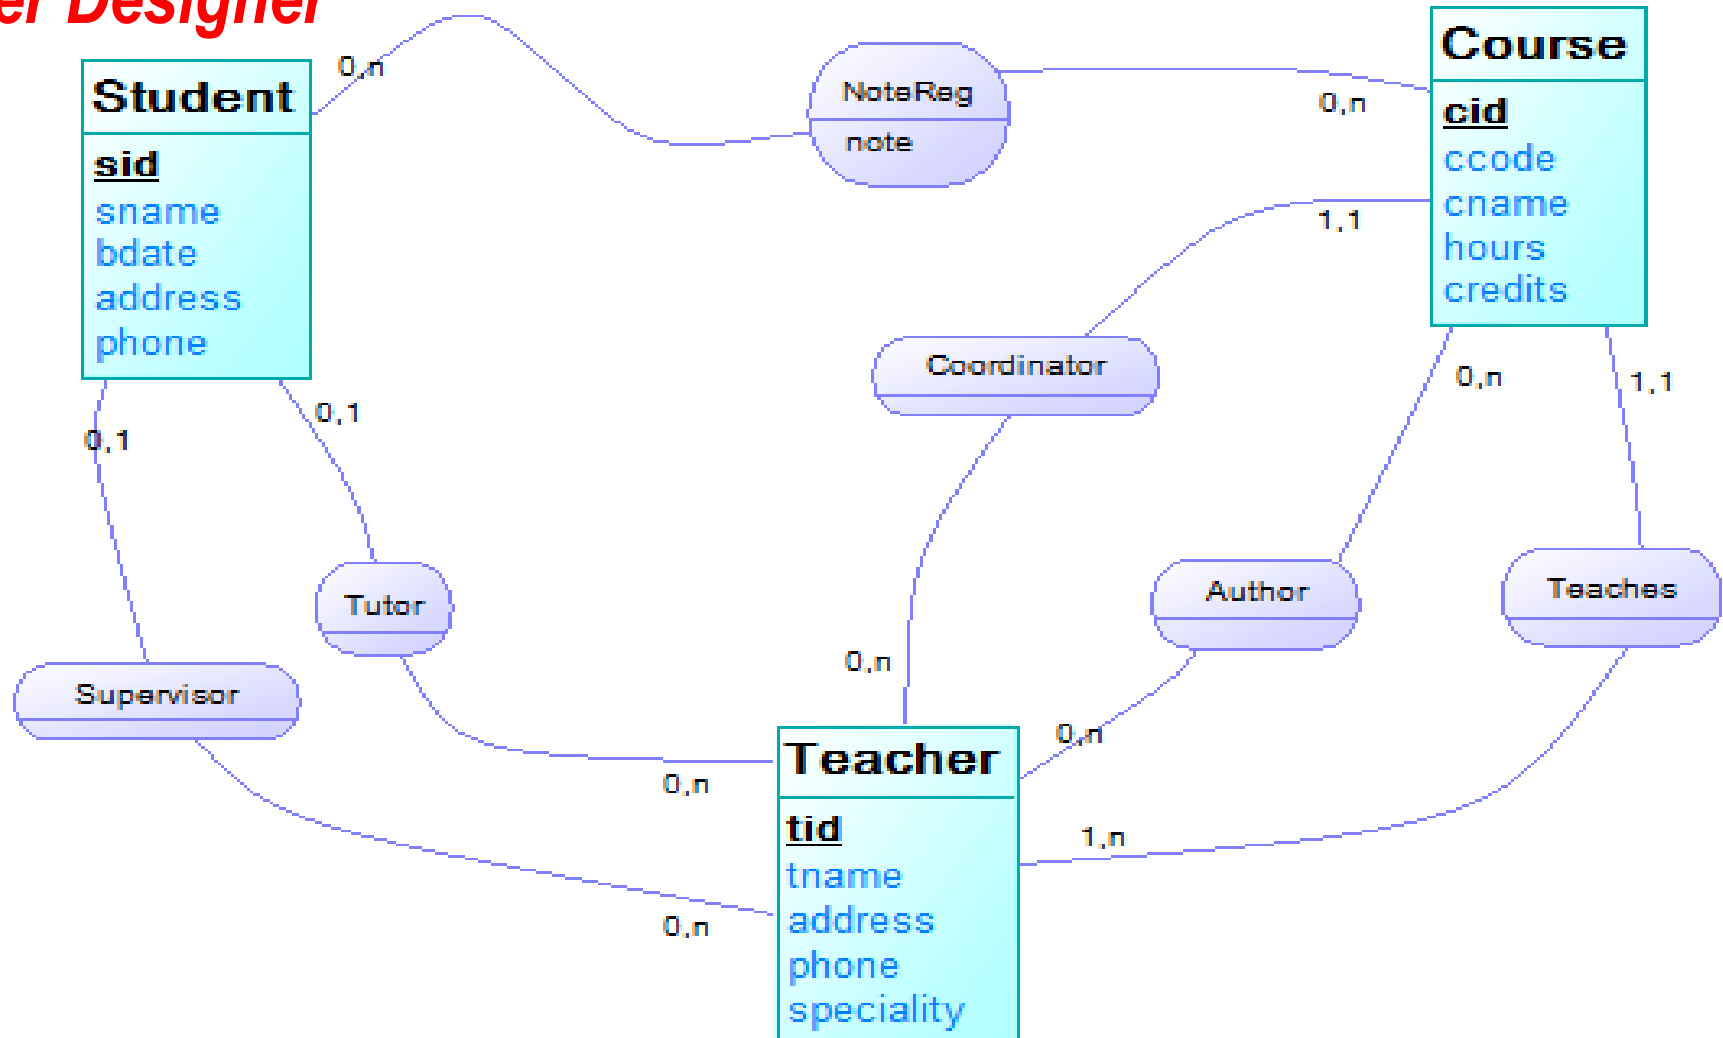 er Designer
Student
sid
sname
bdate
address
phone
0,n
NoteReg
note
0,n
Course
cid
ccode
cname
hours
credits
1,1
Coordinator
0,n
0,n
1,1
0,1
0,1
Tutor
Supervisor
Author
Teaches
0,n
0,n
0,n
1,n
Teacher
tid
tname
address
phone
speciality